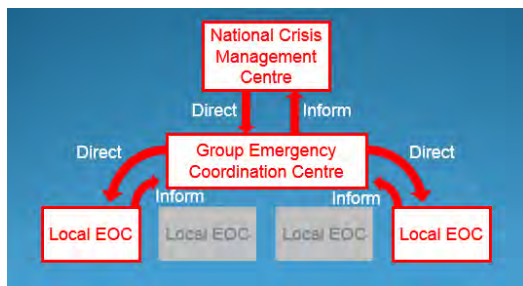 National Crisis
Management
Centre
Direct
Inform
Direct
Group Emergency
Coordination Centre
Direct
Inform
Inform
Local EOC
Local EOC
Local EOC
Local EOC